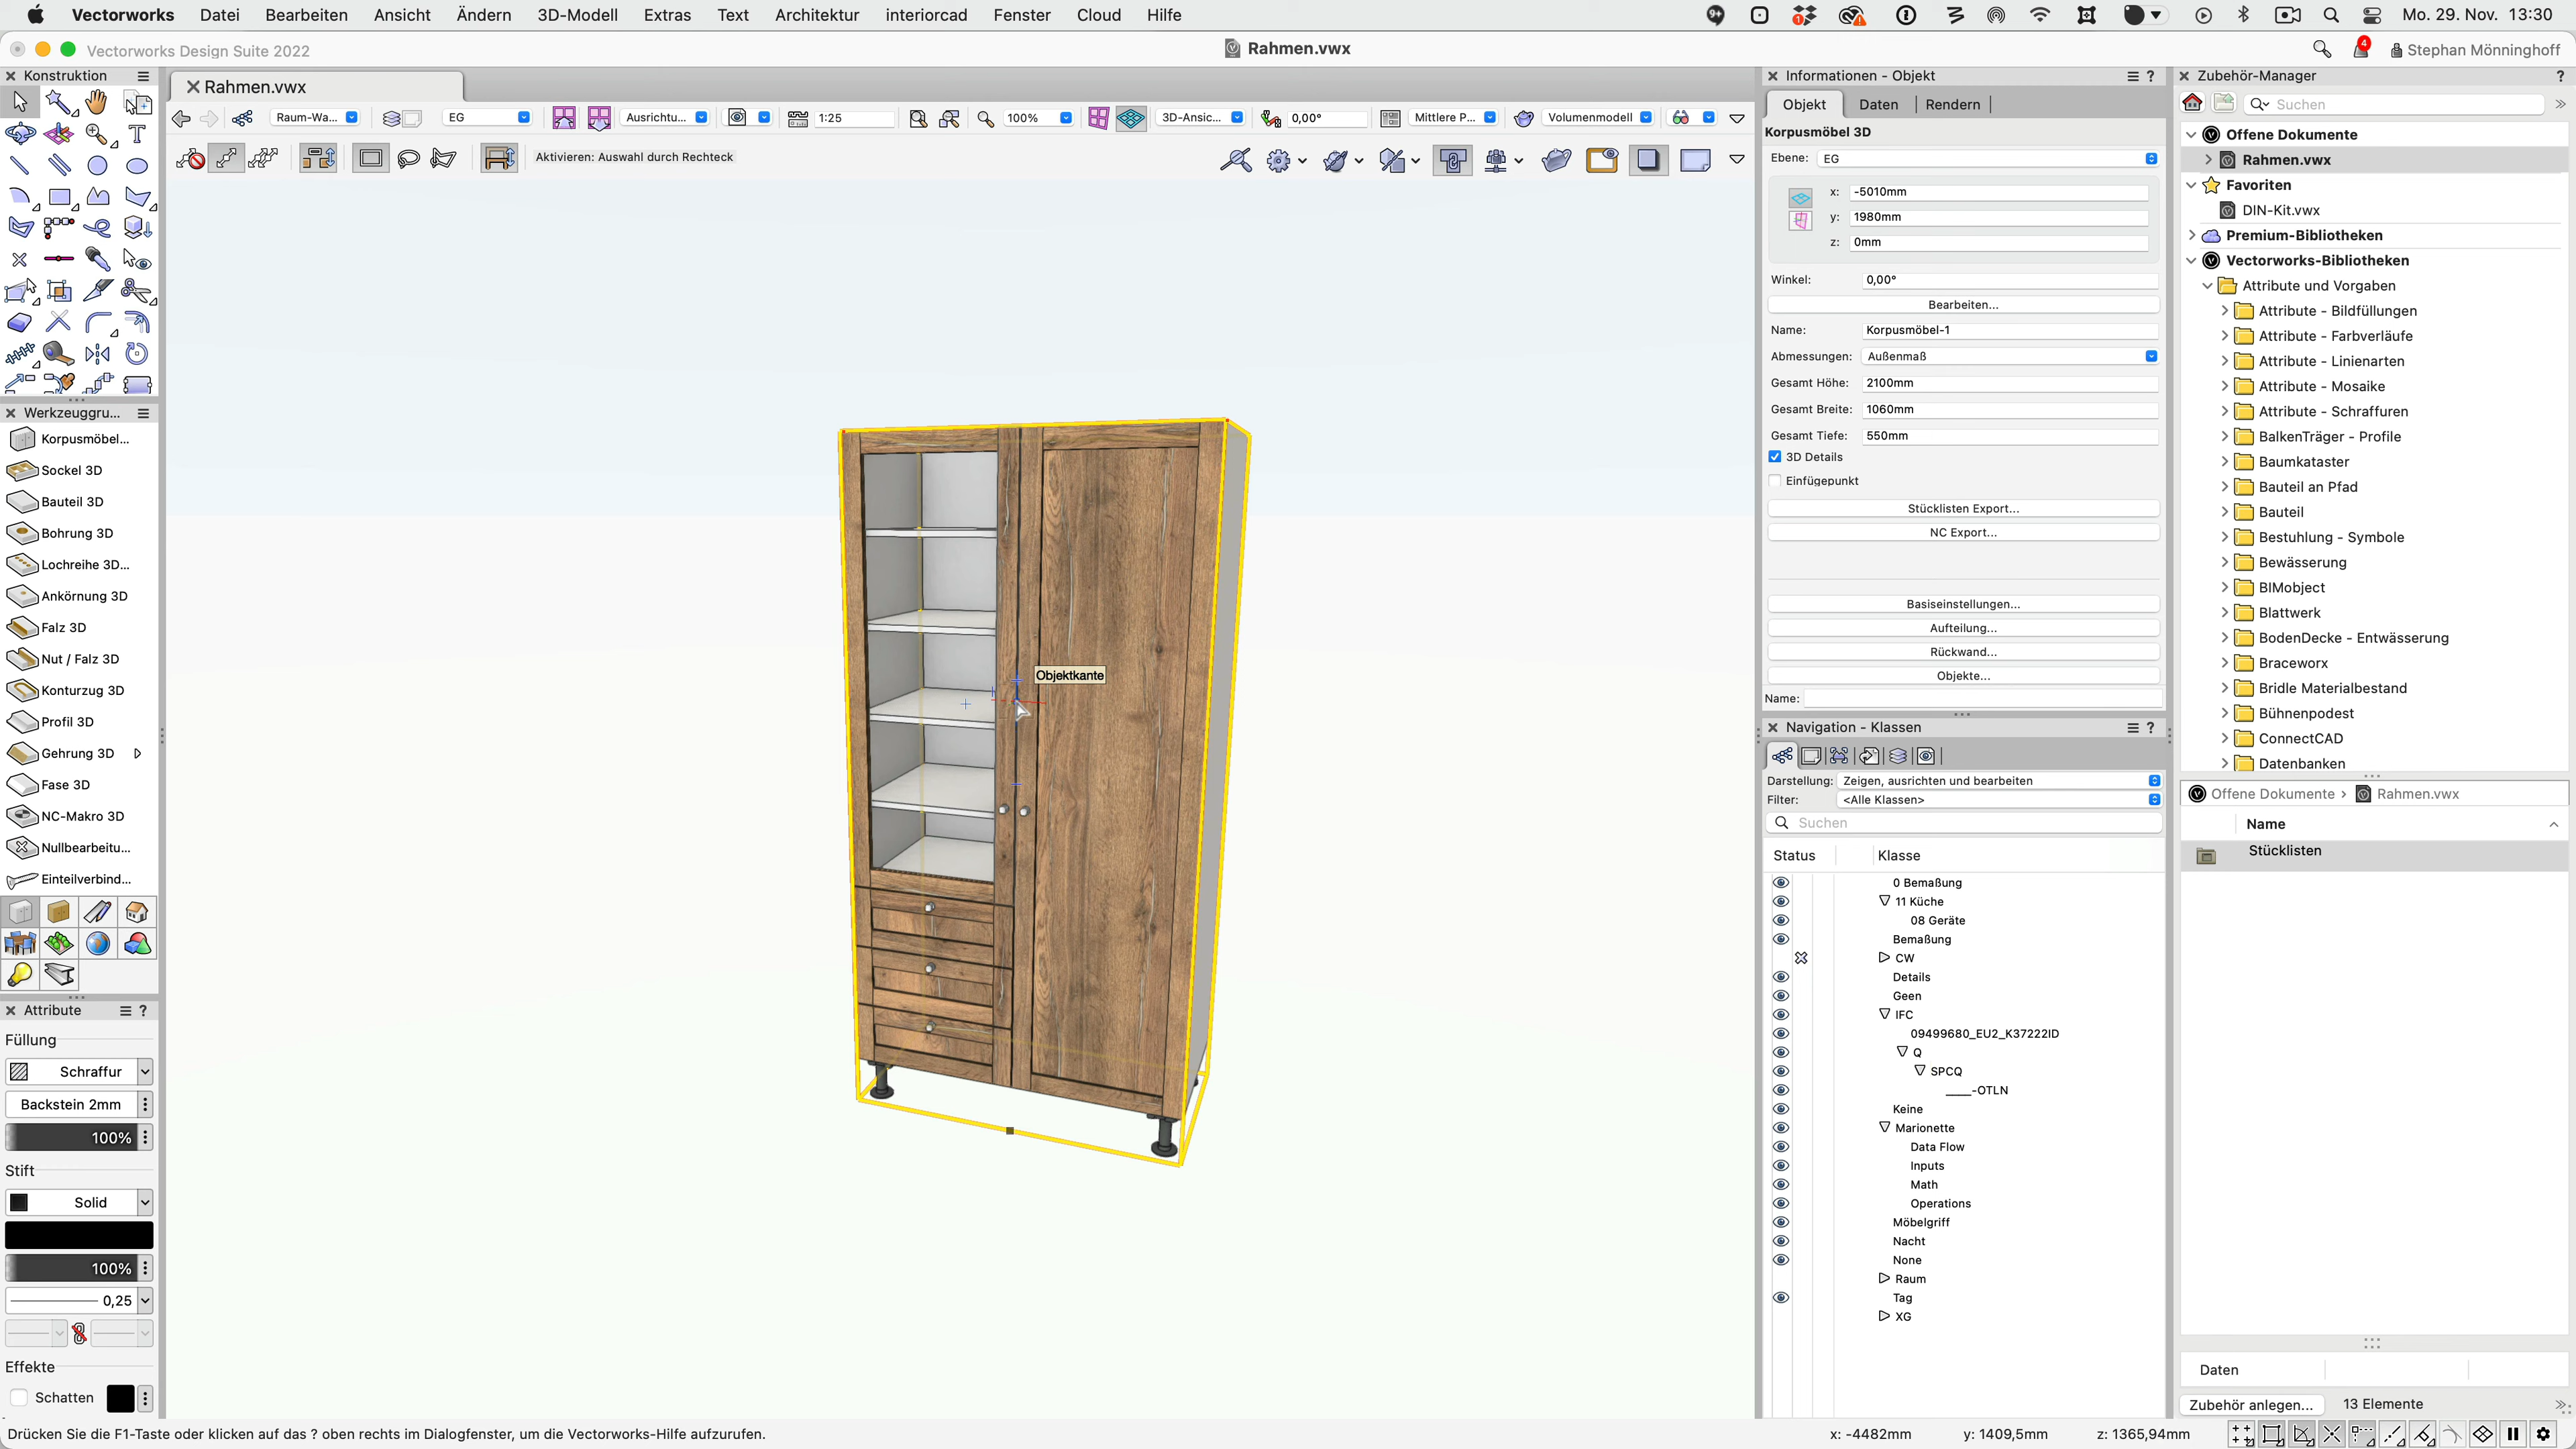 Vectorworks Datei Bearbeiten Ansicht Ändern 3D-Modell Extras Text Architektur interiorcad Fenster Cloud Hilfe Mo. 29. Nov. 13:30
Vectorworks Design Suite 2022 Rahmen.vwx 4 Stephan Mönninghoff
Konstruktion
Rahmen.vwx
Raum-Wa... EG Ausrichtu... 1:25 100% 3D-Ansic... 0,00° Mittlere P... Volumenmodell
Aktivieren: Auswahl durch Rechteck
Werkzeuggru...
Korpusmöbel...
Sockel 3D
Bauteil 3D
Bohrung 3D
Lochreihe 3D...
Ankörnung 3D
Falz 3D
Nut / Falz 3D
Konturzug 3D
Profil 3D
Gehrung 3D
Fase 3D
NC-Makro 3D
Nullbearbeitu...
Einteilverbind...
Attribute ?
Füllung
Schraffur
Backstein 2mm
100%
Stift
Solid
100%
0,25
Effekte
Schatten
Objektkante
Informationen - Objekt ?
Objekt Daten Rendern
Korpusmöbel 3D
Ebene: EG
x: -5010mm
y: 1980mm
z: 0mm
Winkel: 0,00°
Bearbeiten...
Name: Korpusmöbel-1
Abmessungen: Außenmaß
Gesamt Höhe: 2100mm
Gesamt Breite: 1060mm
Gesamt Tiefe: 550mm
3D Details
Einfügepunkt
Stücklisten Export...
NC Export...
Basiseinstellungen...
Aufteilung...
Rückwand...
Objekte...
Name:
Navigation - Klassen ?
Darstellung: Zeigen, ausrichten und bearbeiten
Filter: <Alle Klassen>
Suchen
Status Klasse
0 Bemaßung
11 Küche
08 Geräte
Bemaßung
CW
Details
Geen
IFC
09499680_EU2_K37222ID
Q
SPCQ
____-OTLN
Keine
Marionette
Data Flow
Inputs
Math
Operations
Möbelgriff
Nacht
None
Raum
Tag
XG
Zubehör-Manager ?
Suchen
Offene Dokumente
Rahmen.vwx
Favoriten
DIN-Kit.vwx
Premium-Bibliotheken
Vectorworks-Bibliotheken
Attribute und Vorgaben
Attribute - Bildfüllungen
Attribute - Farbverläufe
Attribute - Linienarten
Attribute - Mosaike
Attribute - Schraffuren
BalkenTräger - Profile
Baumkataster
Bauteil an Pfad
Bauteil
Bestuhlung - Symbole
Bewässerung
BIMobject
Blattwerk
BodenDecke - Entwässerung
Braceworx
Bridle Materialbestand
Bühnenpodest
ConnectCAD
Datenbanken
Offene Dokumente › Rahmen.vwx
Name
Stücklisten
Daten
Zubehör anlegen... 13 Elemente
Drücken Sie die F1-Taste oder klicken auf das ? oben rechts im Dialogfenster, um die Vectorworks-Hilfe aufzurufen. x: -4482mm y: 1409,5mm z: 1365,94mm